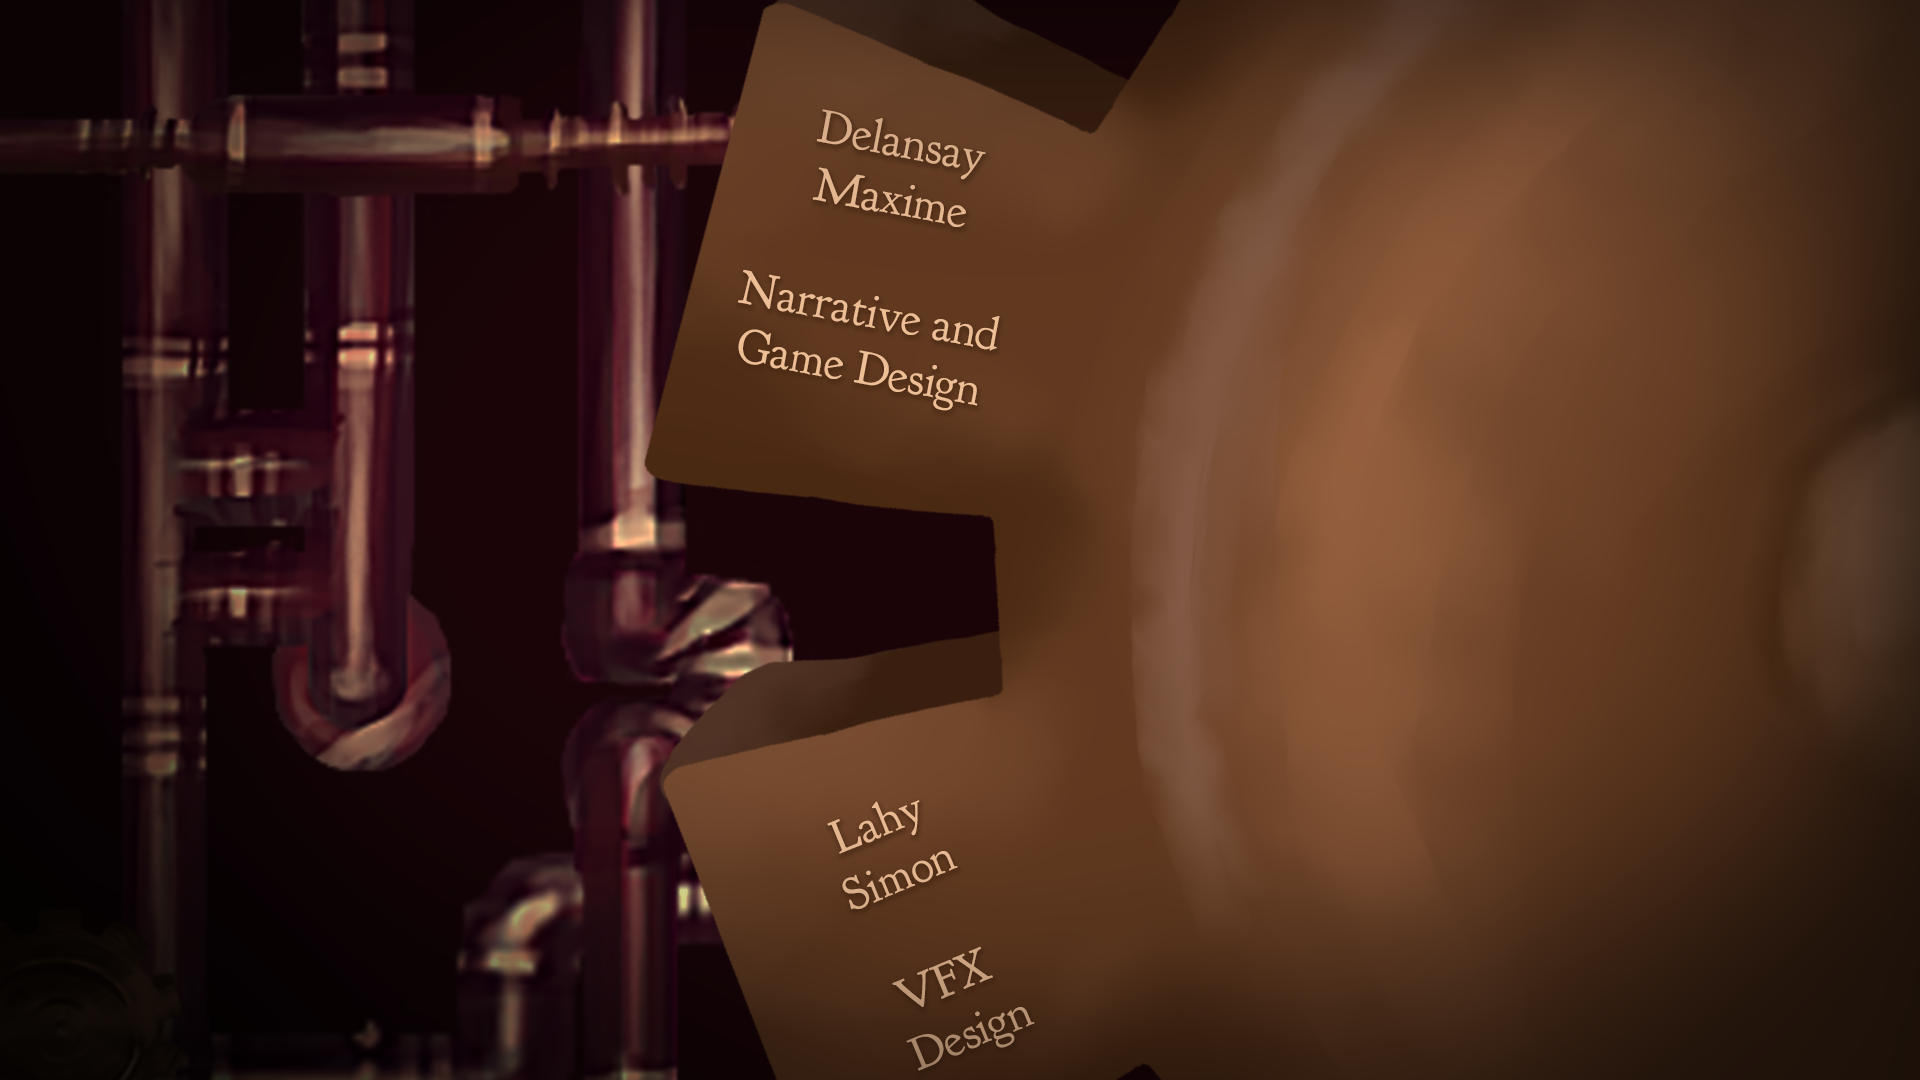 Delansay
Maxime
Narrative and
Game Design
Lahy
Simon
VFX
Design